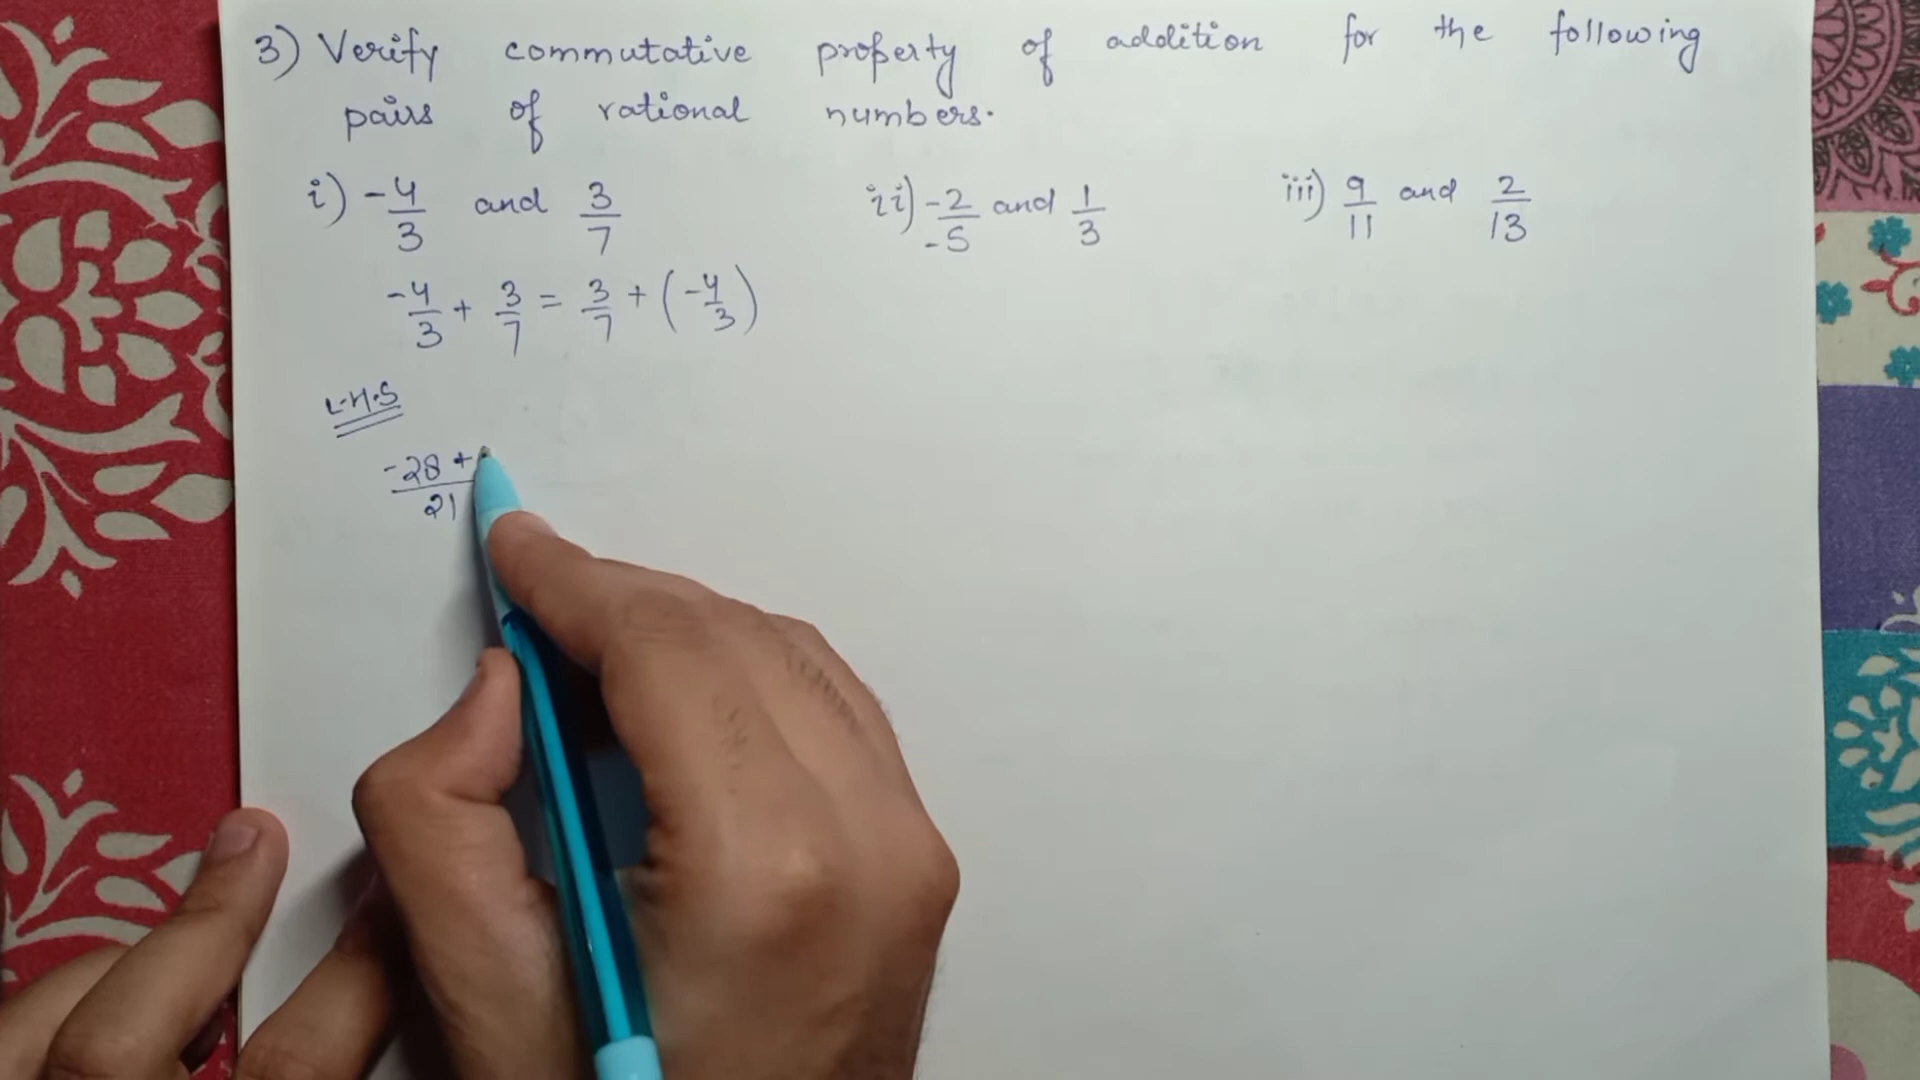 3) Verify commutative property of addition for the following
pairs of rational numbers.
i) -4/3 and 3/7 ii) -2/-5 and 1/3 iii) 9/11 and 2/13
-4/3 + 3/7 = 3/7 + (-4/3)
L.H.S
-28 +
21